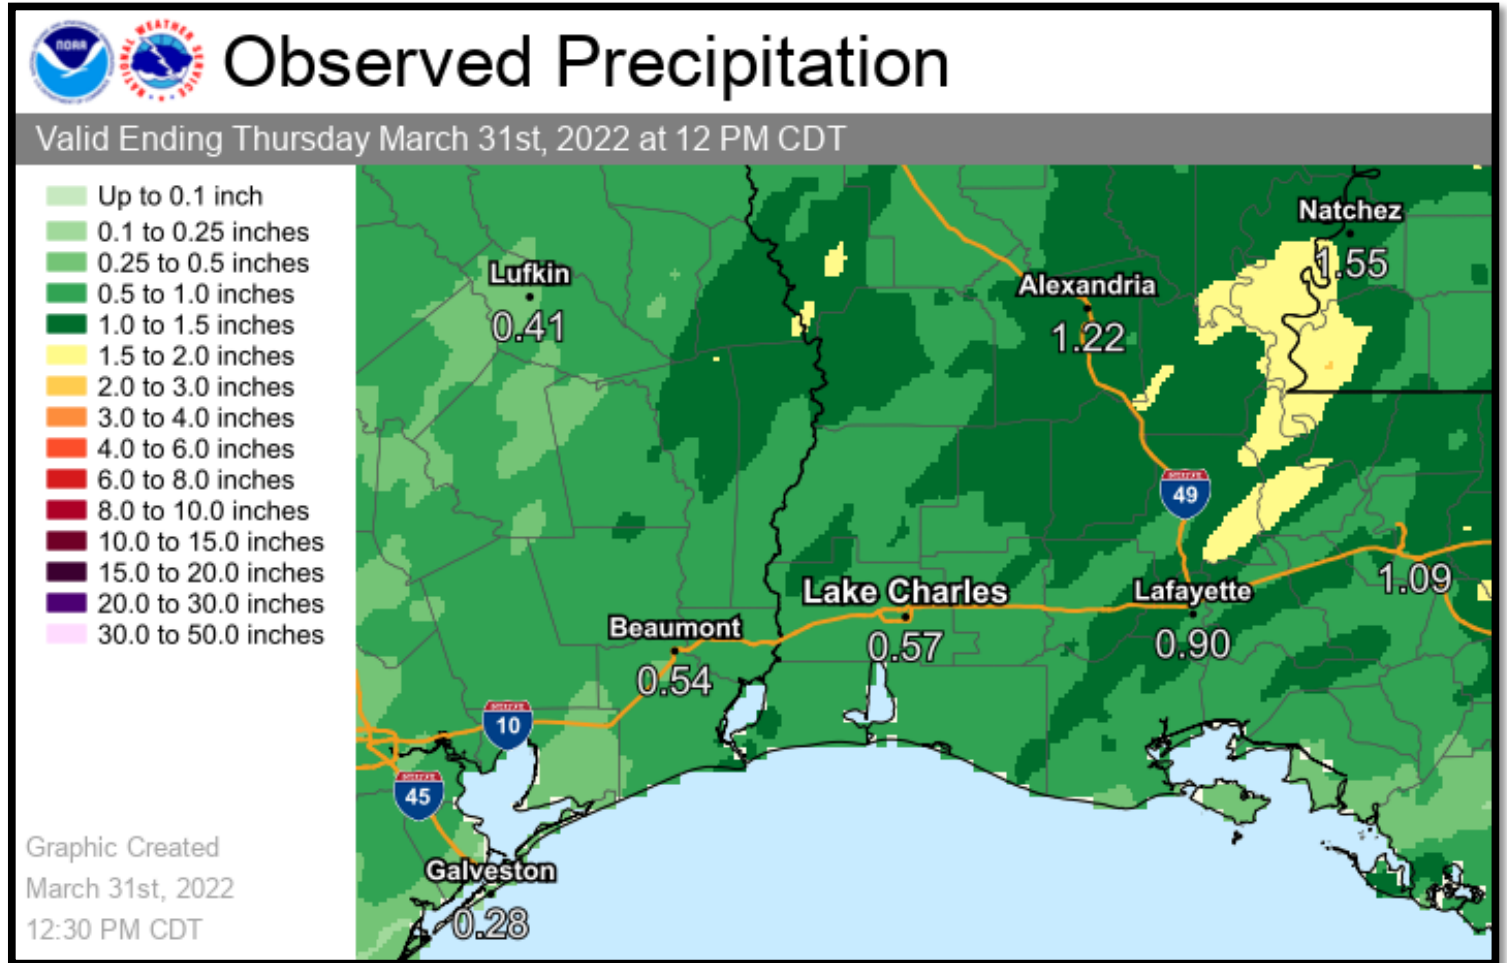 NOAA
NATIONAL WEATHER SERVICE
Observed Precipitation
Valid Ending Thursday March 31st, 2022 at 12 PM CDT
Up to 0.1 inch
0.1 to 0.25 inches
0.25 to 0.5 inches
0.5 to 1.0 inches
1.0 to 1.5 inches
1.5 to 2.0 inches
2.0 to 3.0 inches
3.0 to 4.0 inches
4.0 to 6.0 inches
6.0 to 8.0 inches
8.0 to 10.0 inches
10.0 to 15.0 inches
15.0 to 20.0 inches
20.0 to 30.0 inches
30.0 to 50.0 inches
Graphic Created
March 31st, 2022
12:30 PM CDT
Natchez
1.55
Lufkin
0.41
Alexandria
1.22
49
1.09
Lake Charles
0.57
Lafayette
0.90
Beaumont
0.54
10
45
Galveston
0.28